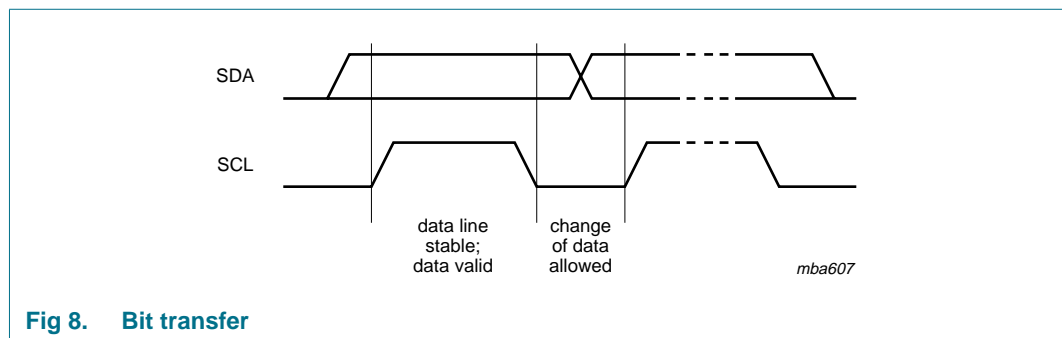 SDA
SCL
data line
stable;
data valid
change
of data
allowed
mba607
Fig 8. Bit transfer